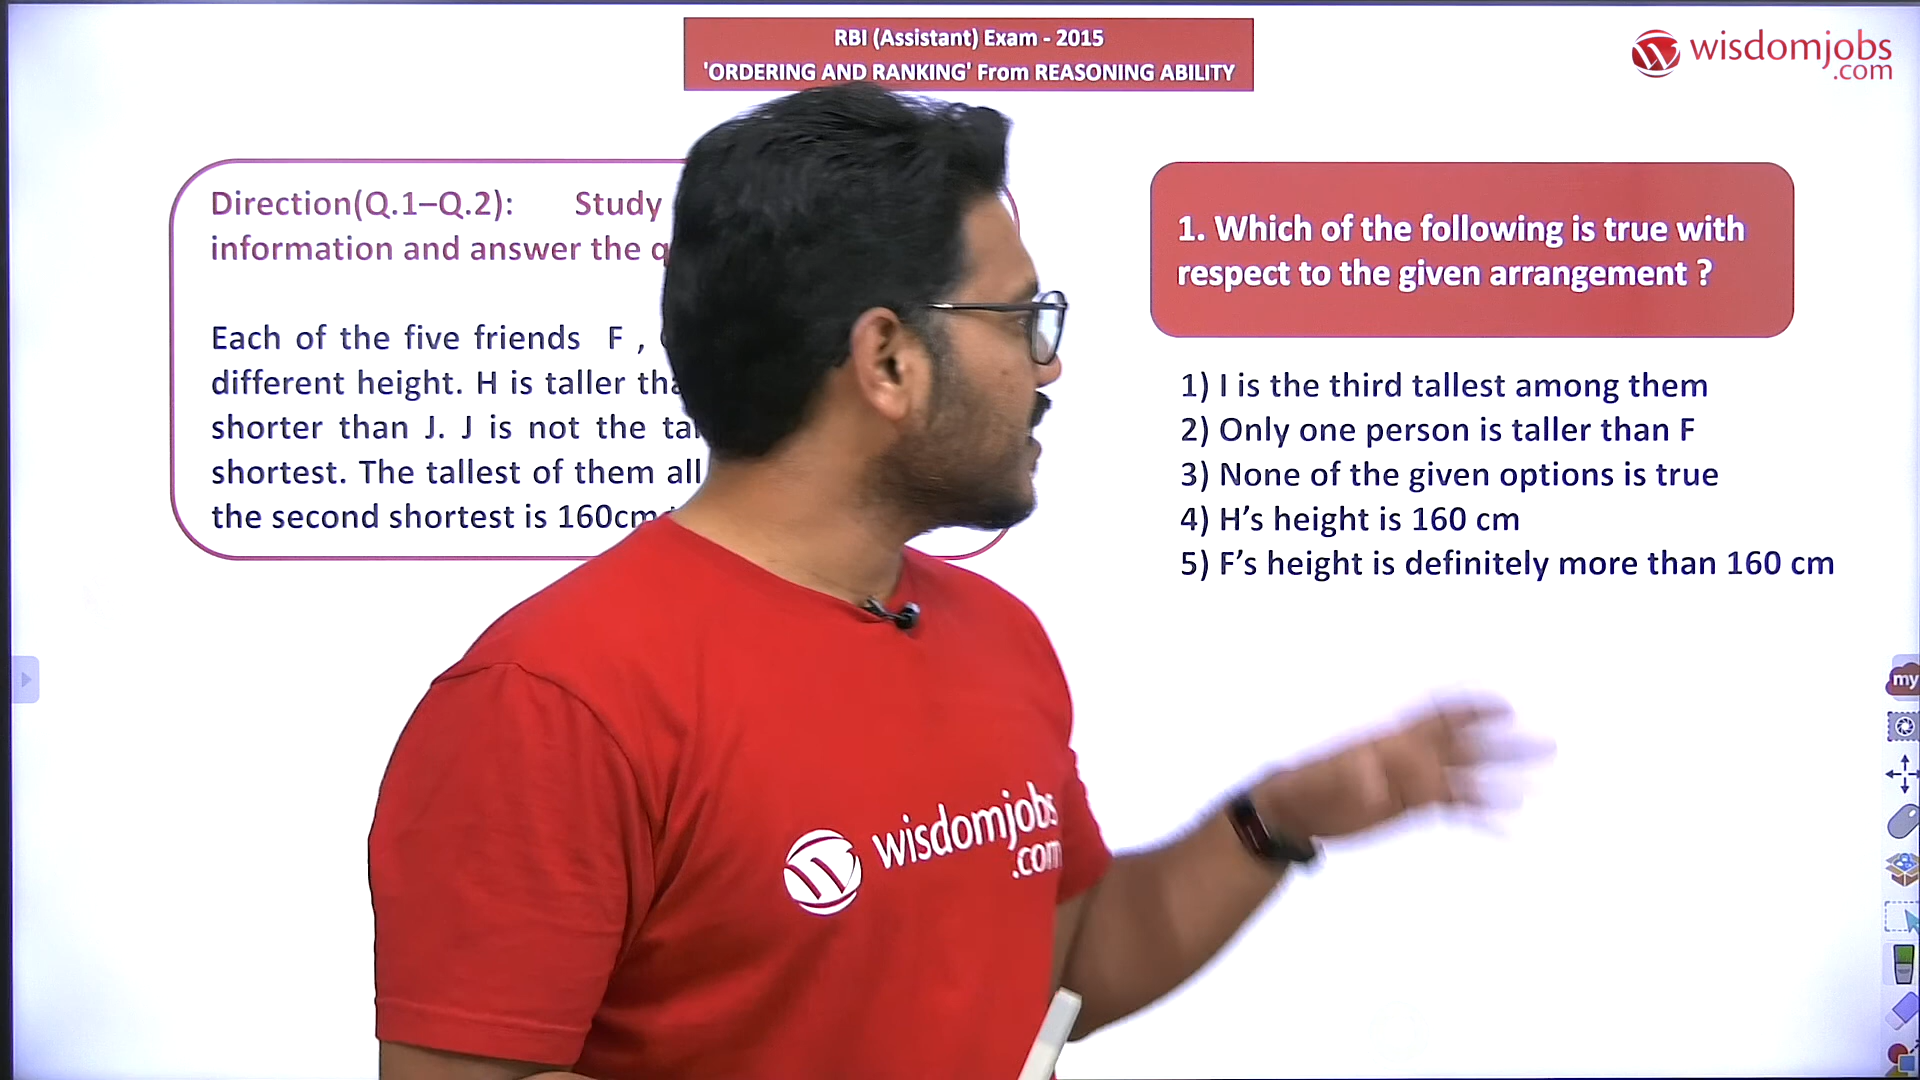 RBI (Assistant) Exam - 2015
'ORDERING AND RANKING' From REASONING ABILITY
wisdomjobs
.com
Direction(Q.1–Q.2): Study
information and answer the
Each of the five friends F ,
different height. H is taller
shorter than J. J is not the
shortest. The tallest of them all
the second shortest is 160cm
1. Which of the following is true with
respect to the given arrangement ?
1) I is the third tallest among them
2) Only one person is taller than F
3) None of the given options is true
4) H’s height is 160 cm
5) F’s height is definitely more than 160 cm
my
wisdomjobs
.com